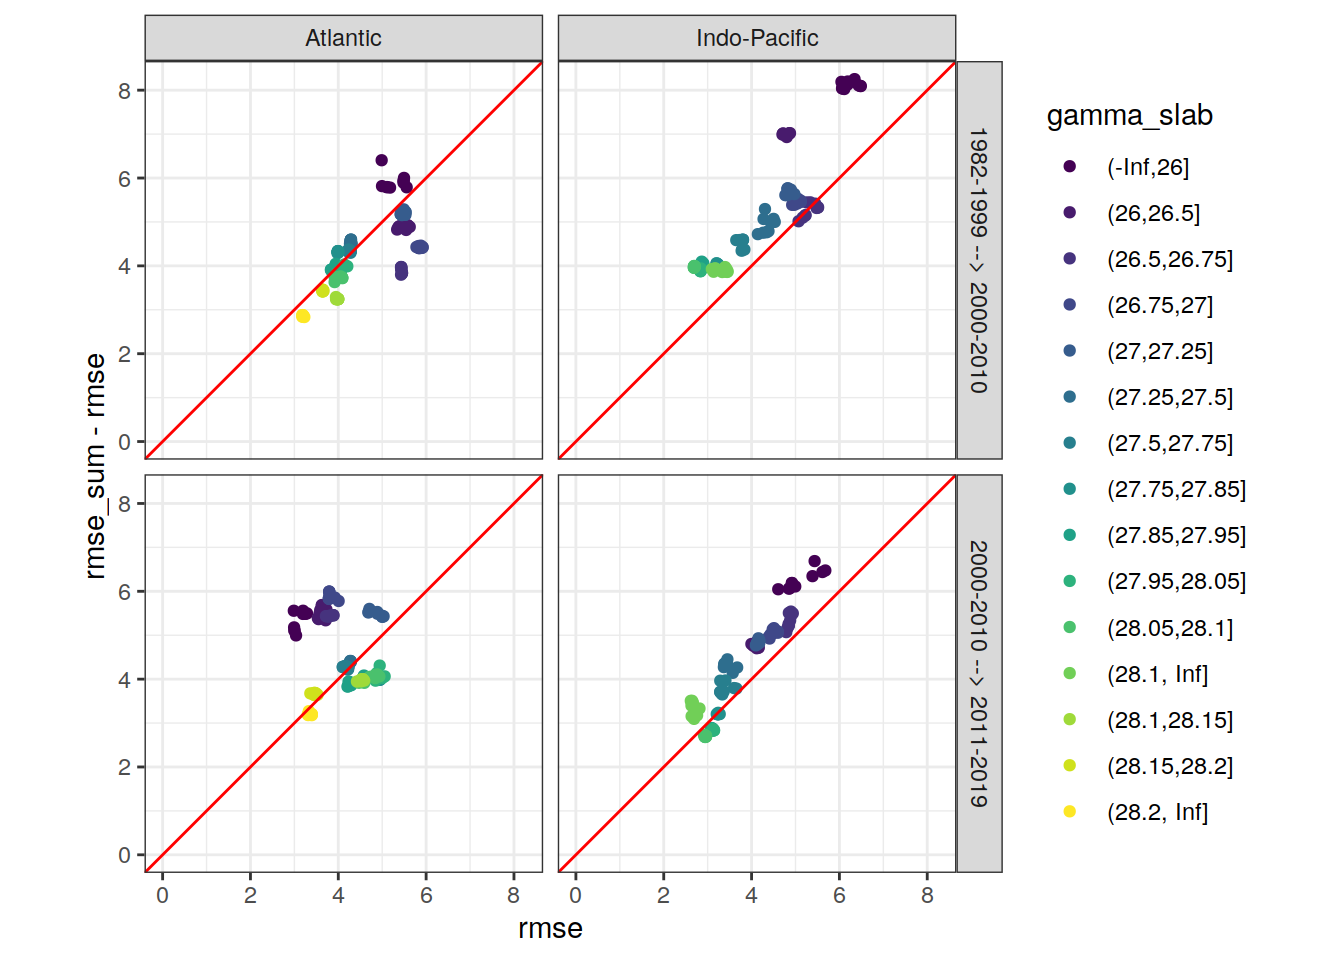 Atlantic
Indo-Pacific
8
6
4
2
0
1982-1999 --> 2000-2010
8
6
4
2
0
2000-2010 --> 2011-2019
0 2 4 6 8
0 2 4 6 8
rmse
rmse_sum - rmse
gamma_slab
(-Inf,26]
(26,26.5]
(26.5,26.75]
(26.75,27]
(27,27.25]
(27.25,27.5]
(27.5,27.75]
(27.75,27.85]
(27.85,27.95]
(27.95,28.05]
(28.05,28.1]
(28.1, Inf]
(28.1,28.15]
(28.15,28.2]
(28.2, Inf]